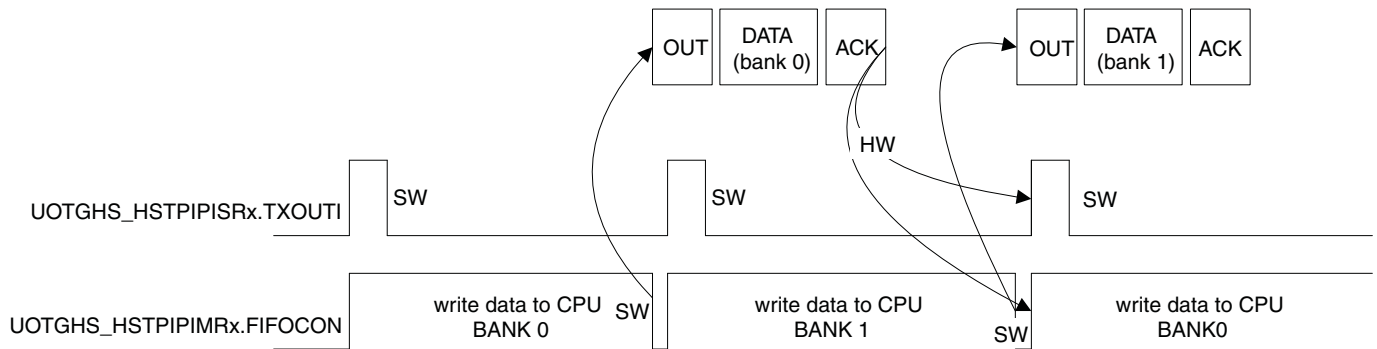 OUT
DATA
(bank 0)
ACK
OUT
DATA
(bank 1)
ACK
HW
UOTGHS_HSTPIPISRx.TXOUTI
SW
SW
SW
UOTGHS_HSTPIPIMRx.FIFOCON
write data to CPU
BANK 0
SW
write data to CPU
BANK 1
SW
write data to CPU
BANK0